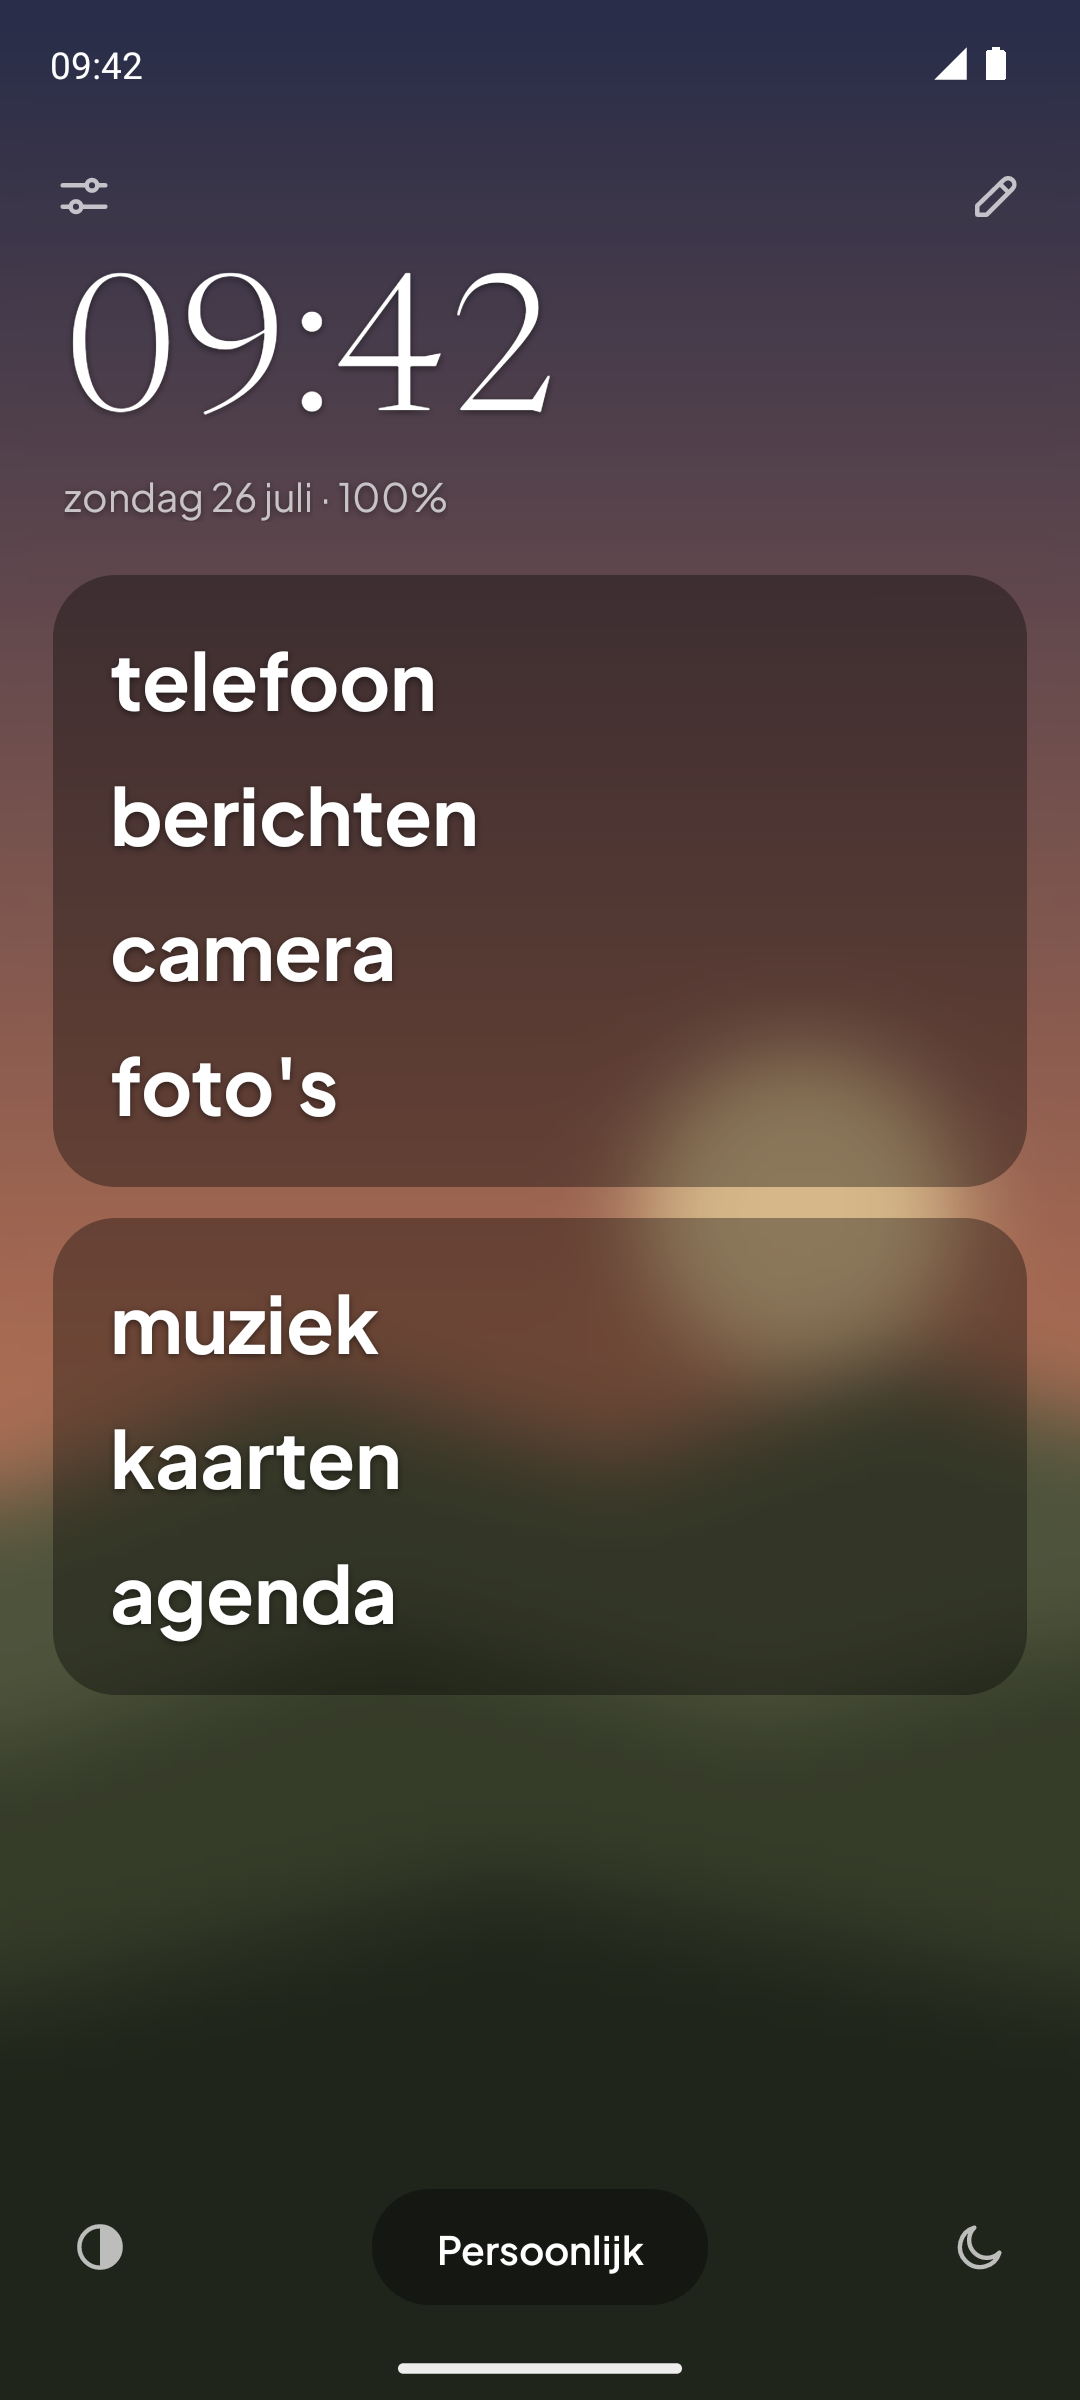 09:42
09:42
zondag 26 juli · 100%
telefoon
berichten
camera
foto's
muziek
kaarten
agenda
Persoonlijk